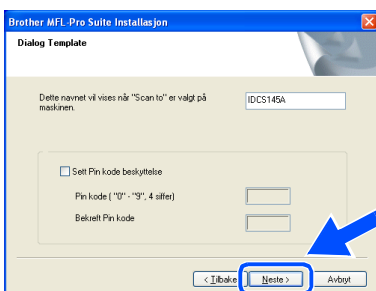 Brother MFL-Pro Suite Installasjon
Dialog Template
Dette navnet vil vises når "Scan to" er valgt på
maskinen.
IDCS145A
Sett Pin kode beskyttelse
Pin kode ( "0" - "9", 4 siffer)
Bekreft Pin kode
< Tilbake
Neste >
Avbryt